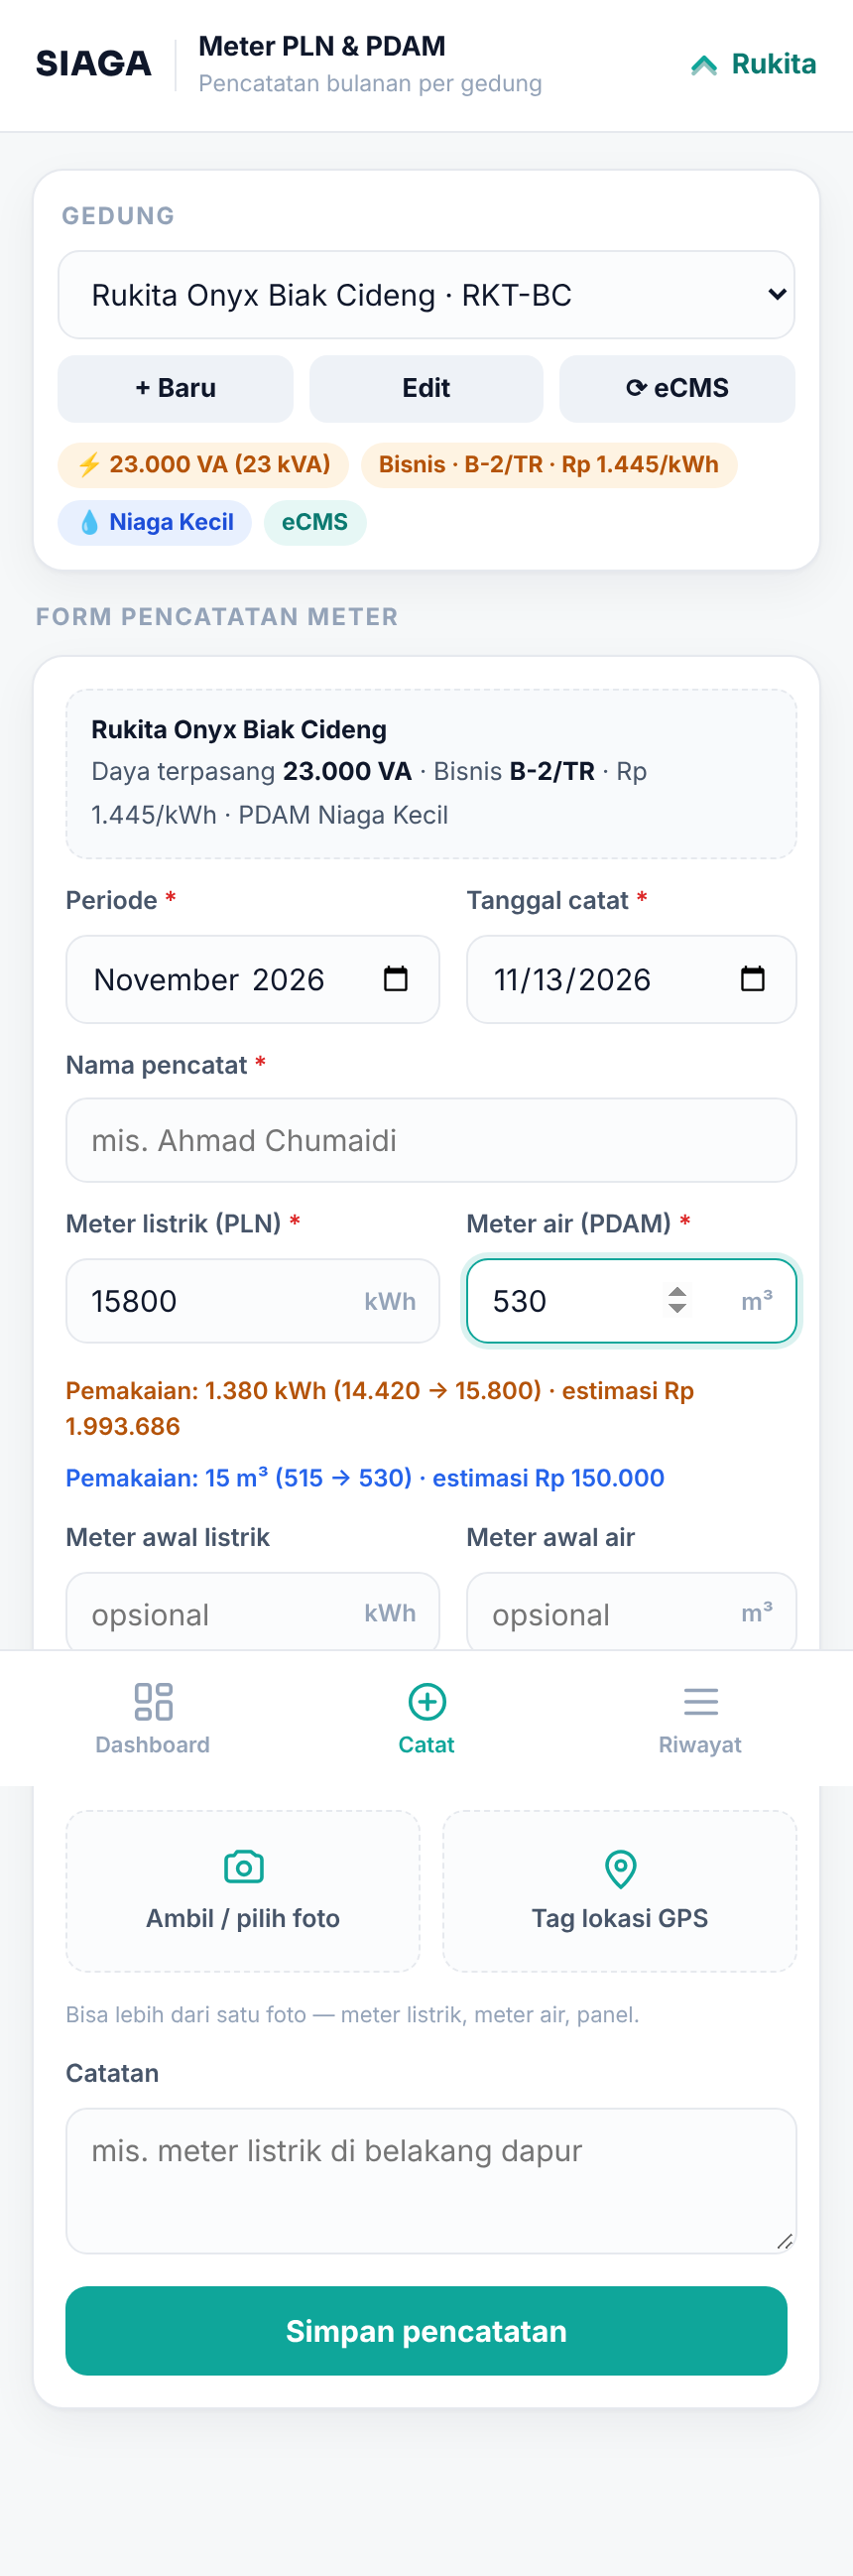 SIAGA
Meter PLN & PDAM
Pencatatan bulanan per gedung
Rukita
GEDUNG
Rukita Onyx Biak Cideng · RKT-BC
+ Baru
Edit
⟳ eCMS
⚡ 23.000 VA (23 kVA)
Bisnis · B-2/TR · Rp 1.445/kWh
💧 Niaga Kecil
eCMS
FORM PENCATATAN METER
Rukita Onyx Biak Cideng
Daya terpasang 23.000 VA · Bisnis B-2/TR · Rp
1.445/kWh · PDAM Niaga Kecil
Periode *
Tanggal catat *
November 2026
11/13/2026
Nama pencatat *
mis. Ahmad Chumaidi
Meter listrik (PLN) *
Meter air (PDAM) *
15800 kWh
530 m³
Pemakaian: 1.380 kWh (14.420 → 15.800) · estimasi Rp
1.993.686
Pemakaian: 15 m³ (515 → 530) · estimasi Rp 150.000
Meter awal listrik
Meter awal air
opsional kWh
opsional m³
Dashboard
Catat
Riwayat
Ambil / pilih foto
Tag lokasi GPS
Bisa lebih dari satu foto — meter listrik, meter air, panel.
Catatan
mis. meter listrik di belakang dapur
Simpan pencatatan